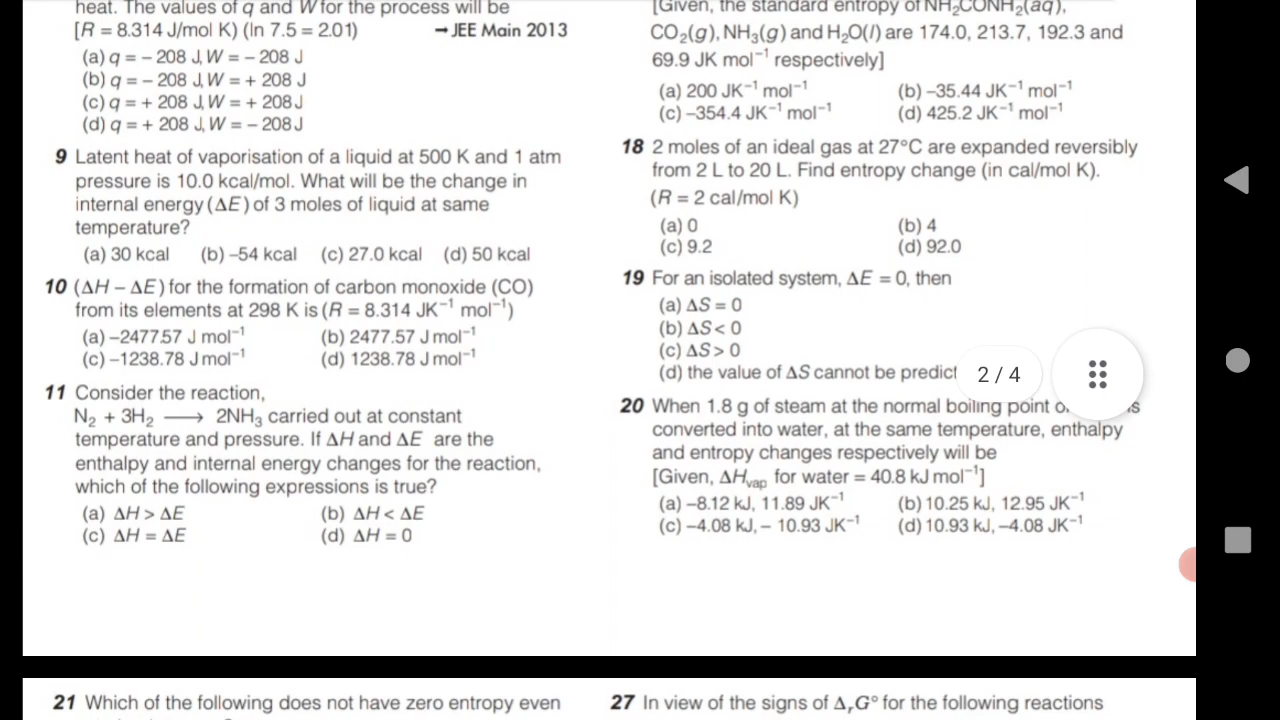 heat. The values of q and W for the process will be
[R = 8.314 J/mol K) (ln 7.5 = 2.01) → JEE Main 2013
(a) q = − 208 J, W = − 208 J
(b) q = − 208 J, W = + 208 J
(c) q = + 208 J, W = + 208 J
(d) q = + 208 J, W = − 208 J
9 Latent heat of vaporisation of a liquid at 500 K and 1 atm
pressure is 10.0 kcal/mol. What will be the change in
internal energy (ΔE) of 3 moles of liquid at same
temperature?
(a) 30 kcal (b) –54 kcal (c) 27.0 kcal (d) 50 kcal
10 (ΔH − ΔE) for the formation of carbon monoxide (CO)
from its elements at 298 K is (R = 8.314 JK⁻¹ mol⁻¹)
(a) –2477.57 J mol⁻¹ (b) 2477.57 J mol⁻¹
(c) –1238.78 J mol⁻¹ (d) 1238.78 J mol⁻¹
11 Consider the reaction,
N₂ + 3H₂ ⟶ 2NH₃ carried out at constant
temperature and pressure. If ΔH and ΔE are the
enthalpy and internal energy changes for the reaction,
which of the following expressions is true?
(a) ΔH > ΔE (b) ΔH < ΔE
(c) ΔH = ΔE (d) ΔH = 0
[Given, the standard entropy of NH₂CONH₂(aq),
CO₂(g), NH₃(g) and H₂O(l) are 174.0, 213.7, 192.3 and
69.9 JK mol⁻¹ respectively]
(a) 200 JK⁻¹ mol⁻¹ (b) –35.44 JK⁻¹ mol⁻¹
(c) –354.4 JK⁻¹ mol⁻¹ (d) 425.2 JK⁻¹ mol⁻¹
18 2 moles of an ideal gas at 27°C are expanded reversibly
from 2 L to 20 L. Find entropy change (in cal/mol K).
(R = 2 cal/mol K)
(a) 0 (b) 4
(c) 9.2 (d) 92.0
19 For an isolated system, ΔE = 0, then
(a) ΔS = 0
(b) ΔS < 0
(c) ΔS > 0
(d) the value of ΔS cannot be predict
2 / 4
20 When 1.8 g of steam at the normal boiling point
converted into water, at the same temperature, enthalpy
and entropy changes respectively will be
[Given, ΔHvap for water = 40.8 kJ mol⁻¹]
(a) –8.12 kJ, 11.89 JK⁻¹ (b) 10.25 kJ, 12.95 JK⁻¹
(c) –4.08 kJ, – 10.93 JK⁻¹ (d) 10.93 kJ, –4.08 JK⁻¹
21 Which of the following does not have zero entropy even
27 In view of the signs of ΔᵣG° for the following reactions